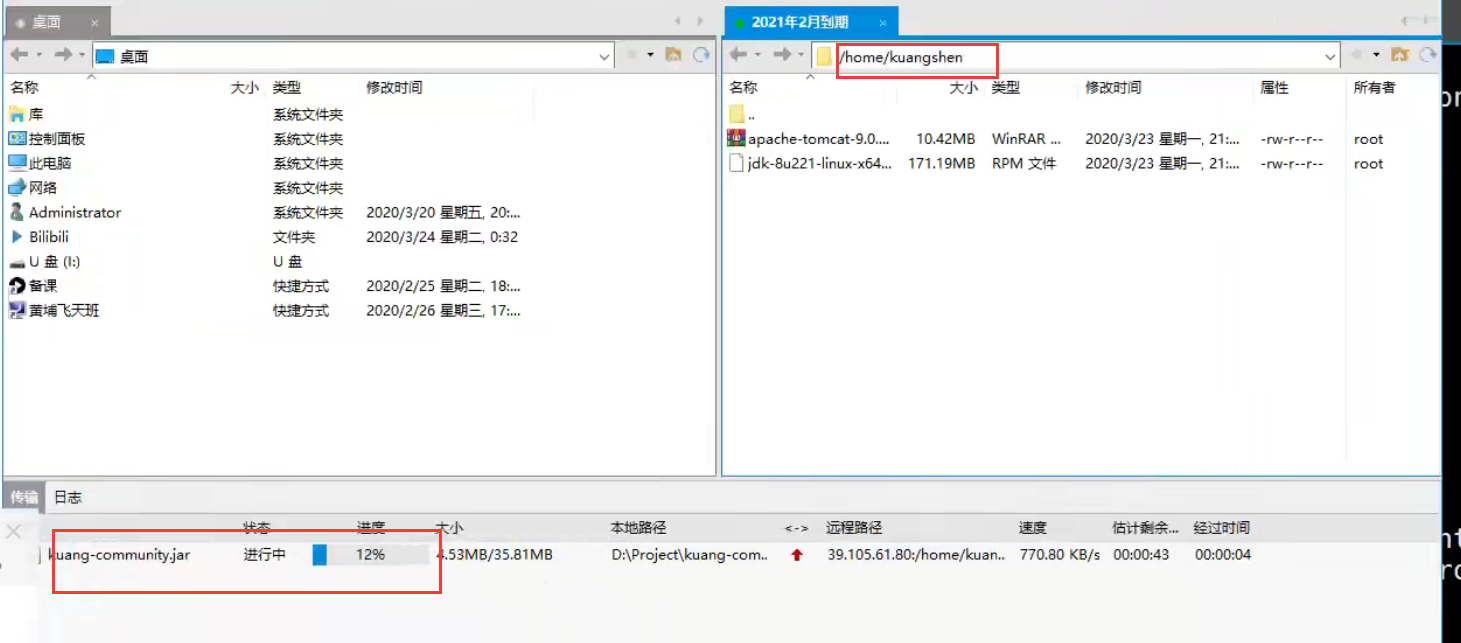 桌面
2021年2月到期
桌面
/home/kuangshen
名称 大小 类型 修改时间
名称 大小 类型 修改时间 属性 所有者
库 系统文件夹
..
控制面板 系统文件夹
apache-tomcat-9.0.... 10.42MB WinRAR ... 2020/3/23 星期一, 21:... -rw-r--r-- root
此电脑 系统文件夹
jdk-8u221-linux-x64... 171.19MB RPM 文件 2020/3/23 星期一, 21:... -rw-r--r-- root
网络 系统文件夹
Administrator 系统文件夹 2020/3/20 星期五, 20:...
Bilibili 文件夹 2020/3/24 星期二, 0:32
U 盘 (I:) U 盘
备课 快捷方式 2020/2/25 星期二, 18:...
黄埔飞天班 快捷方式 2020/2/26 星期三, 17:...
传输 日志
状态 进度 大小 本地路径 <-> 远程路径 速度 估计剩余... 经过时间
kuang-community.jar 进行中 12% 4.53MB/35.81MB D:\Project\kuang-com... 39.105.61.80:/home/kuan... 770.80 KB/s 00:00:43 00:00:04